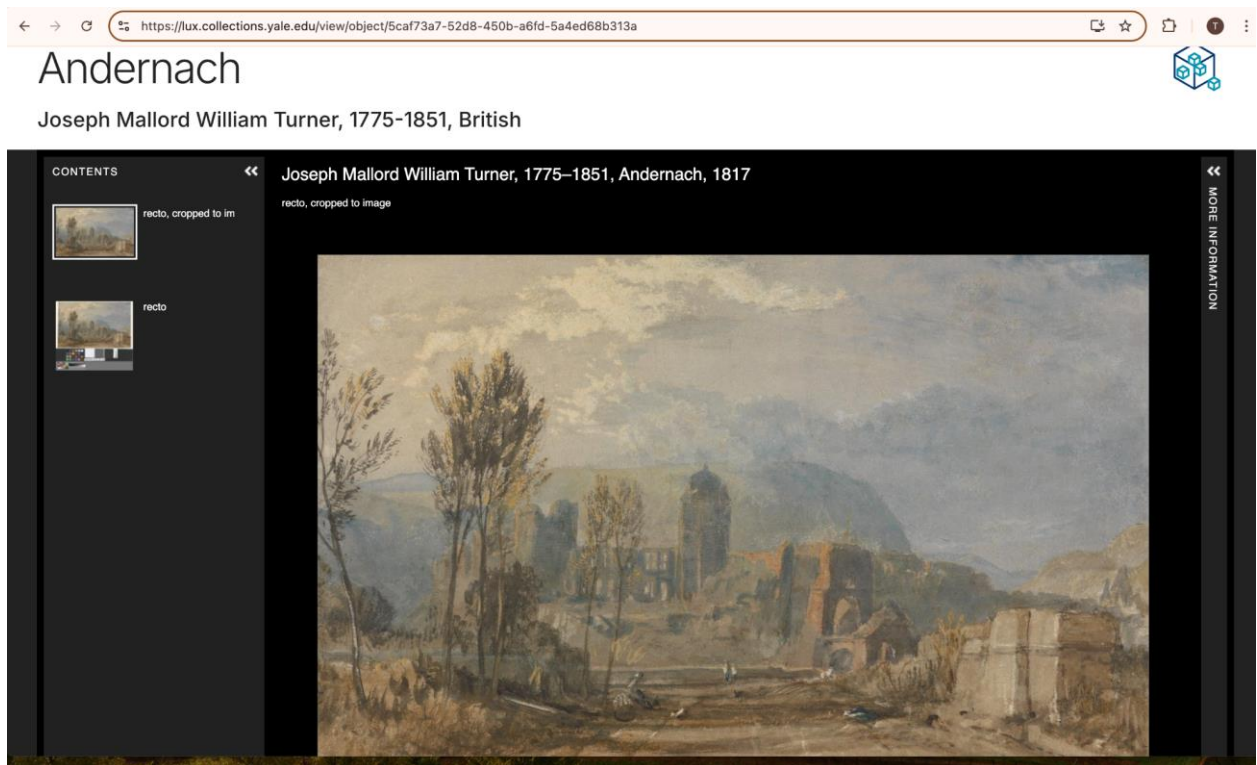 https://lux.collections.yale.edu/view/object/5caf73a7-52d8-450b-a6fd-5a4ed68b313a
T
Andernach
Joseph Mallord William Turner, 1775-1851, British
CONTENTS
recto, cropped to im
recto
Joseph Mallord William Turner, 1775–1851, Andernach, 1817
recto, cropped to image
MORE INFORMATION